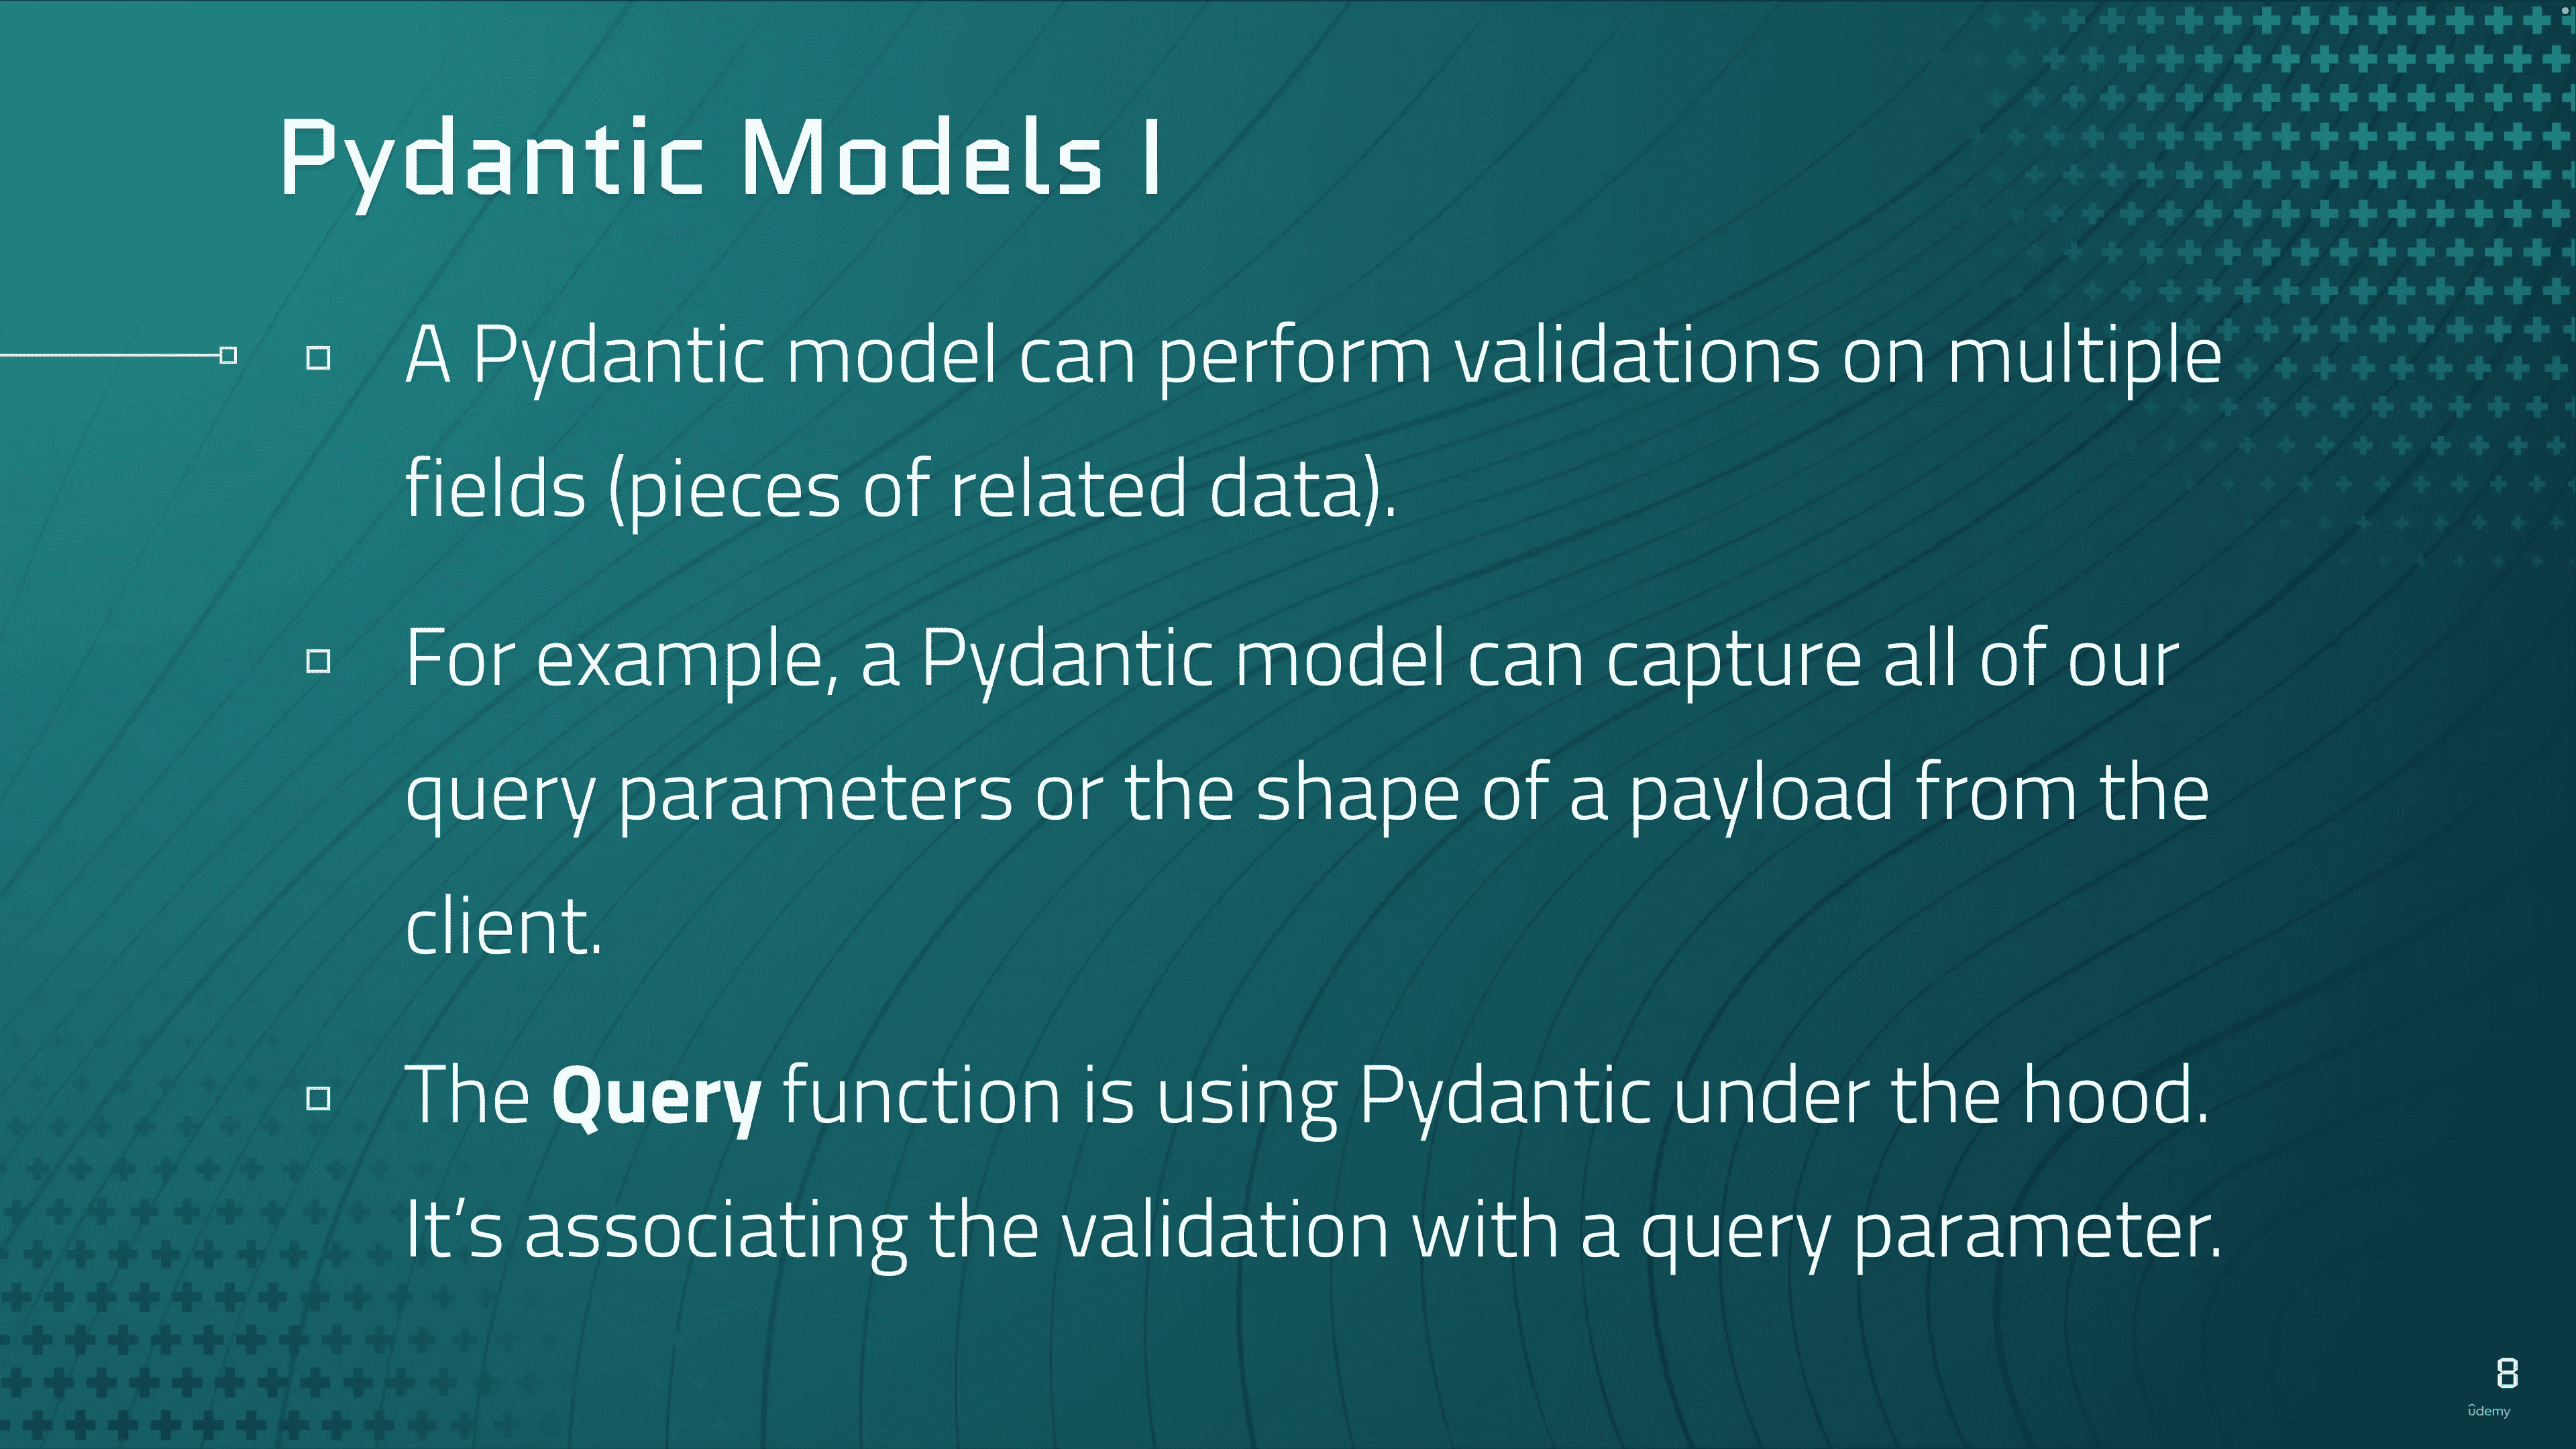 Pydantic Models I
A Pydantic model can perform validations on multiple
fields (pieces of related data).
For example, a Pydantic model can capture all of our
query parameters or the shape of a payload from the
client.
The Query function is using Pydantic under the hood.
It’s associating the validation with a query parameter.
8
ûdemy